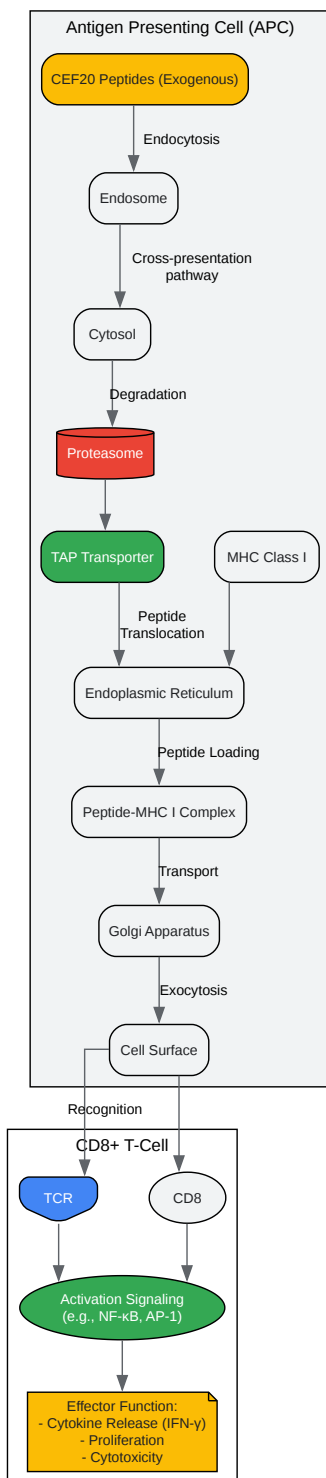 Antigen Presenting Cell (APC)
CEF20 Peptides (Exogenous)
Endocytosis
Endosome
Cross-presentation
pathway
Cytosol
Degradation
Proteasome
TAP Transporter
MHC Class I
Peptide
Translocation
Endoplasmic Reticulum
Peptide Loading
Peptide-MHC I Complex
Transport
Golgi Apparatus
Exocytosis
Cell Surface
Recognition
CD8+ T-Cell
TCR
CD8
Activation Signaling
(e.g., NF-κB, AP-1)
Effector Function:
- Cytokine Release (IFN-γ)
- Proliferation
- Cytotoxicity